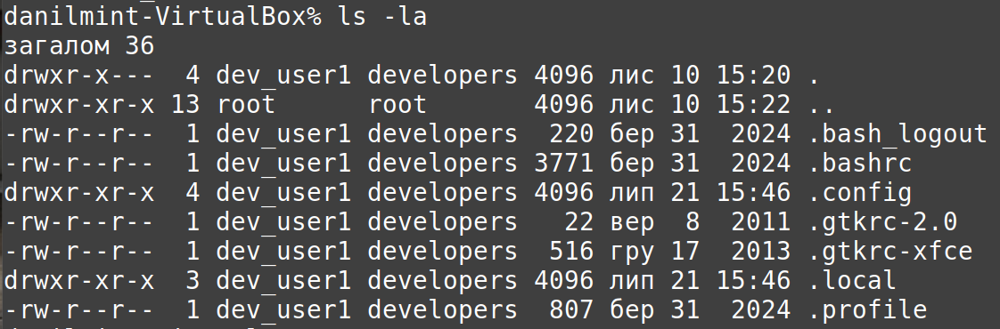 danilmint-VirtualBox% ls -la
загалом 36
drwxr-x---  4 dev_user1 developers 4096 лис 10 15:20 .
drwxr-xr-x 13 root      root       4096 лис 10 15:22 ..
-rw-r--r--  1 dev_user1 developers  220 бер 31  2024 .bash_logout
-rw-r--r--  1 dev_user1 developers 3771 бер 31  2024 .bashrc
drwxr-xr-x  4 dev_user1 developers 4096 лип 21 15:46 .config
-rw-r--r--  1 dev_user1 developers   22 вер  8  2011 .gtkrc-2.0
-rw-r--r--  1 dev_user1 developers  516 гру 17  2013 .gtkrc-xfce
drwxr-xr-x  3 dev_user1 developers 4096 лип 21 15:46 .local
-rw-r--r--  1 dev_user1 developers  807 бер 31  2024 .profile